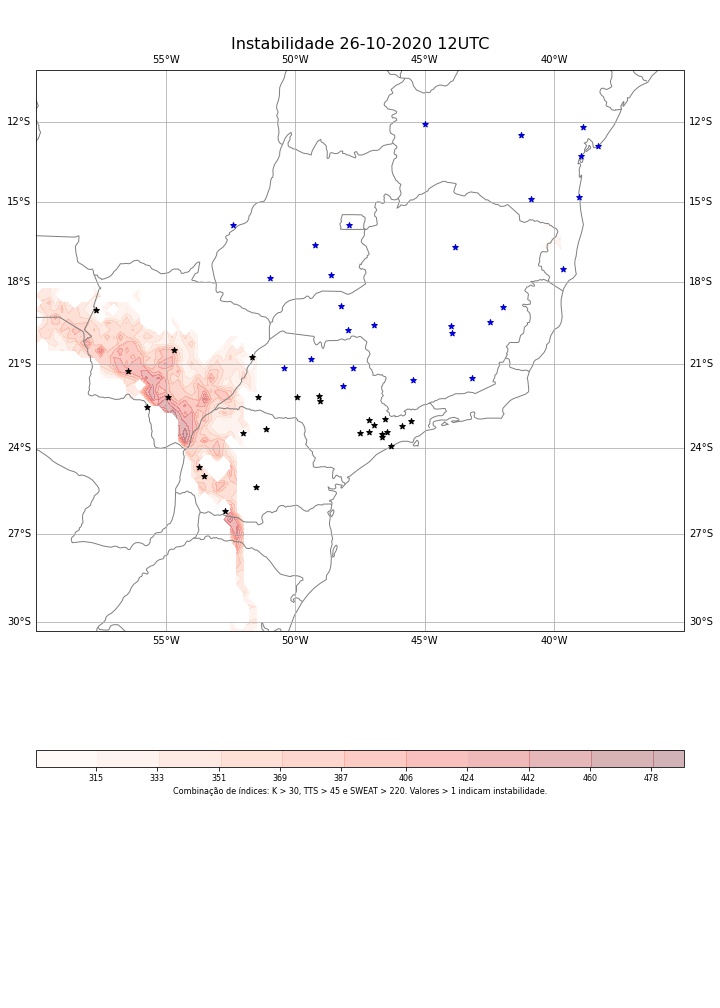 Instabilidade 26-10-2020 12UTC
55°W 50°W 45°W 40°W
12°S 12°S
15°S 15°S
18°S 18°S
21°S 21°S
24°S 24°S
27°S 27°S
30°S 30°S
55°W 50°W 45°W 40°W
315 333 351 369 387 406 424 442 460 478
Combinação de índices: K > 30, TTS > 45 e SWEAT > 220. Valores > 1 indicam instabilidade.